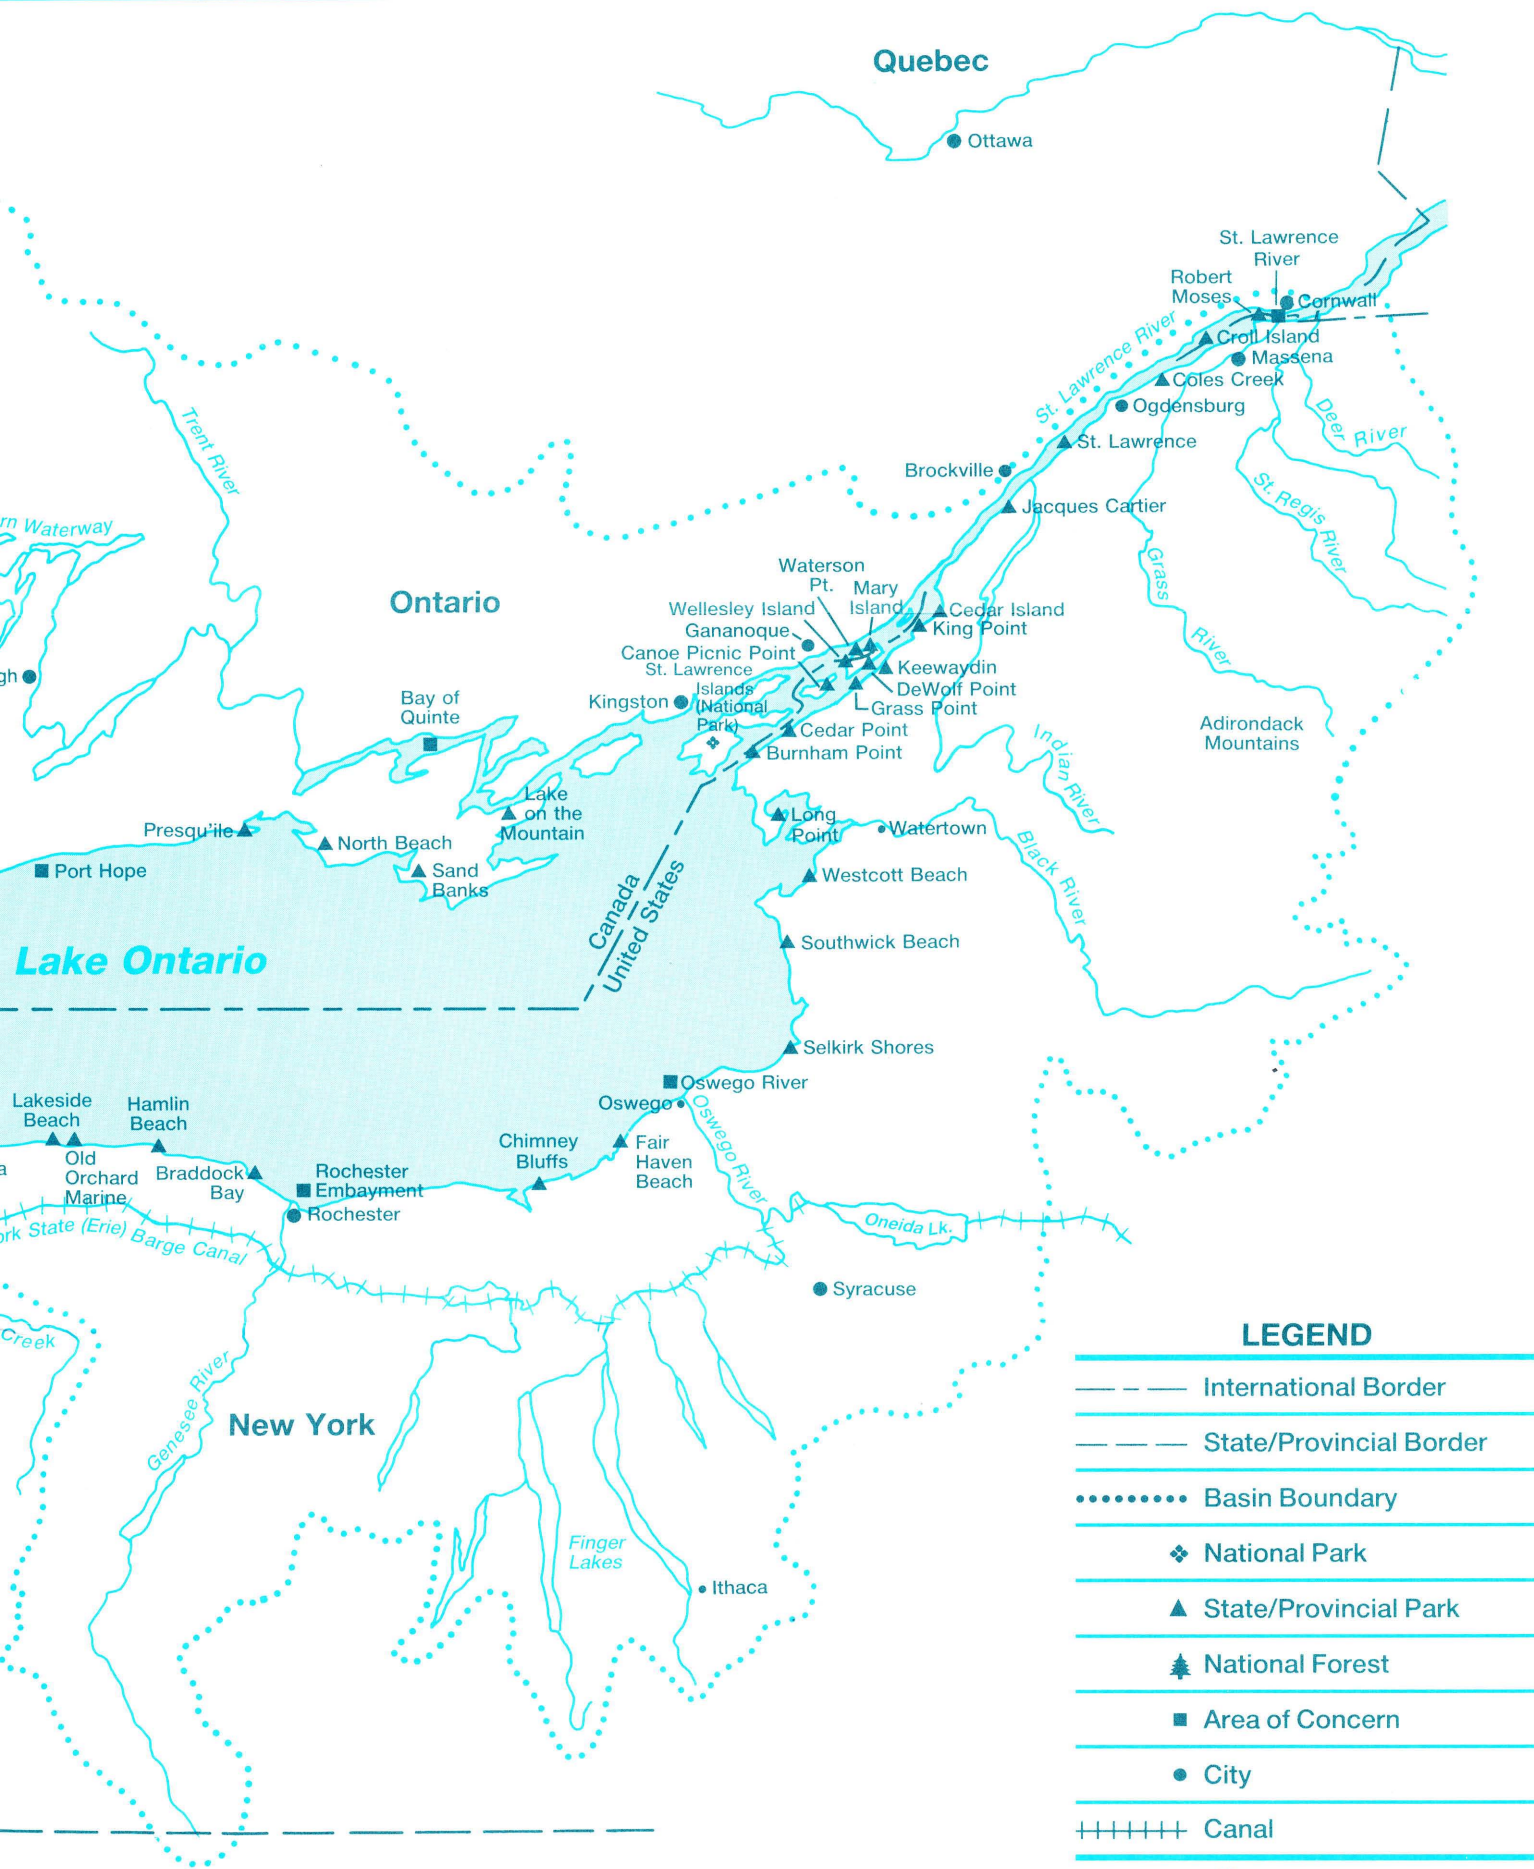 Quebec
Ottawa
St. Lawrence
River
Robert
Moses
Cornwall
Croll Island
Massena
Coles Creek
Ogdensburg
St. Lawrence River
St. Lawrence
Brockville
Jacques Cartier
Deer River
St. Regis River
Grass River
Trent River
rn Waterway
Ontario
Waterson
Pt.
Mary
Island
Wellesley Island
Gananoque
Canoe Picnic Point
St. Lawrence
Islands
(National
Park)
Kingston
Cedar Island
King Point
Keewaydin
DeWolf Point
Grass Point
Cedar Point
Burnham Point
gh
Bay of
Quinte
Adirondack
Mountains
Indian River
Lake
on the
Mountain
Long
Point
Watertown
Black River
Presqu'ile
North Beach
Port Hope
Sand
Banks
Westcott Beach
Canada
United States
Southwick Beach
Lake Ontario
Selkirk Shores
Oswego River
Oswego
Oswego River
Lakeside
Beach
Hamlin
Beach
Old
Orchard
Marine
a
Braddock
Bay
Rochester
Embayment
Rochester
Chimney
Bluffs
Fair
Haven
Beach
Oneida Lk.
ork State (Erie) Barge Canal
Syracuse
Creek
Genesee River
New York
Finger
Lakes
Ithaca
LEGEND
International Border
State/Provincial Border
Basin Boundary
National Park
State/Provincial Park
National Forest
Area of Concern
City
Canal